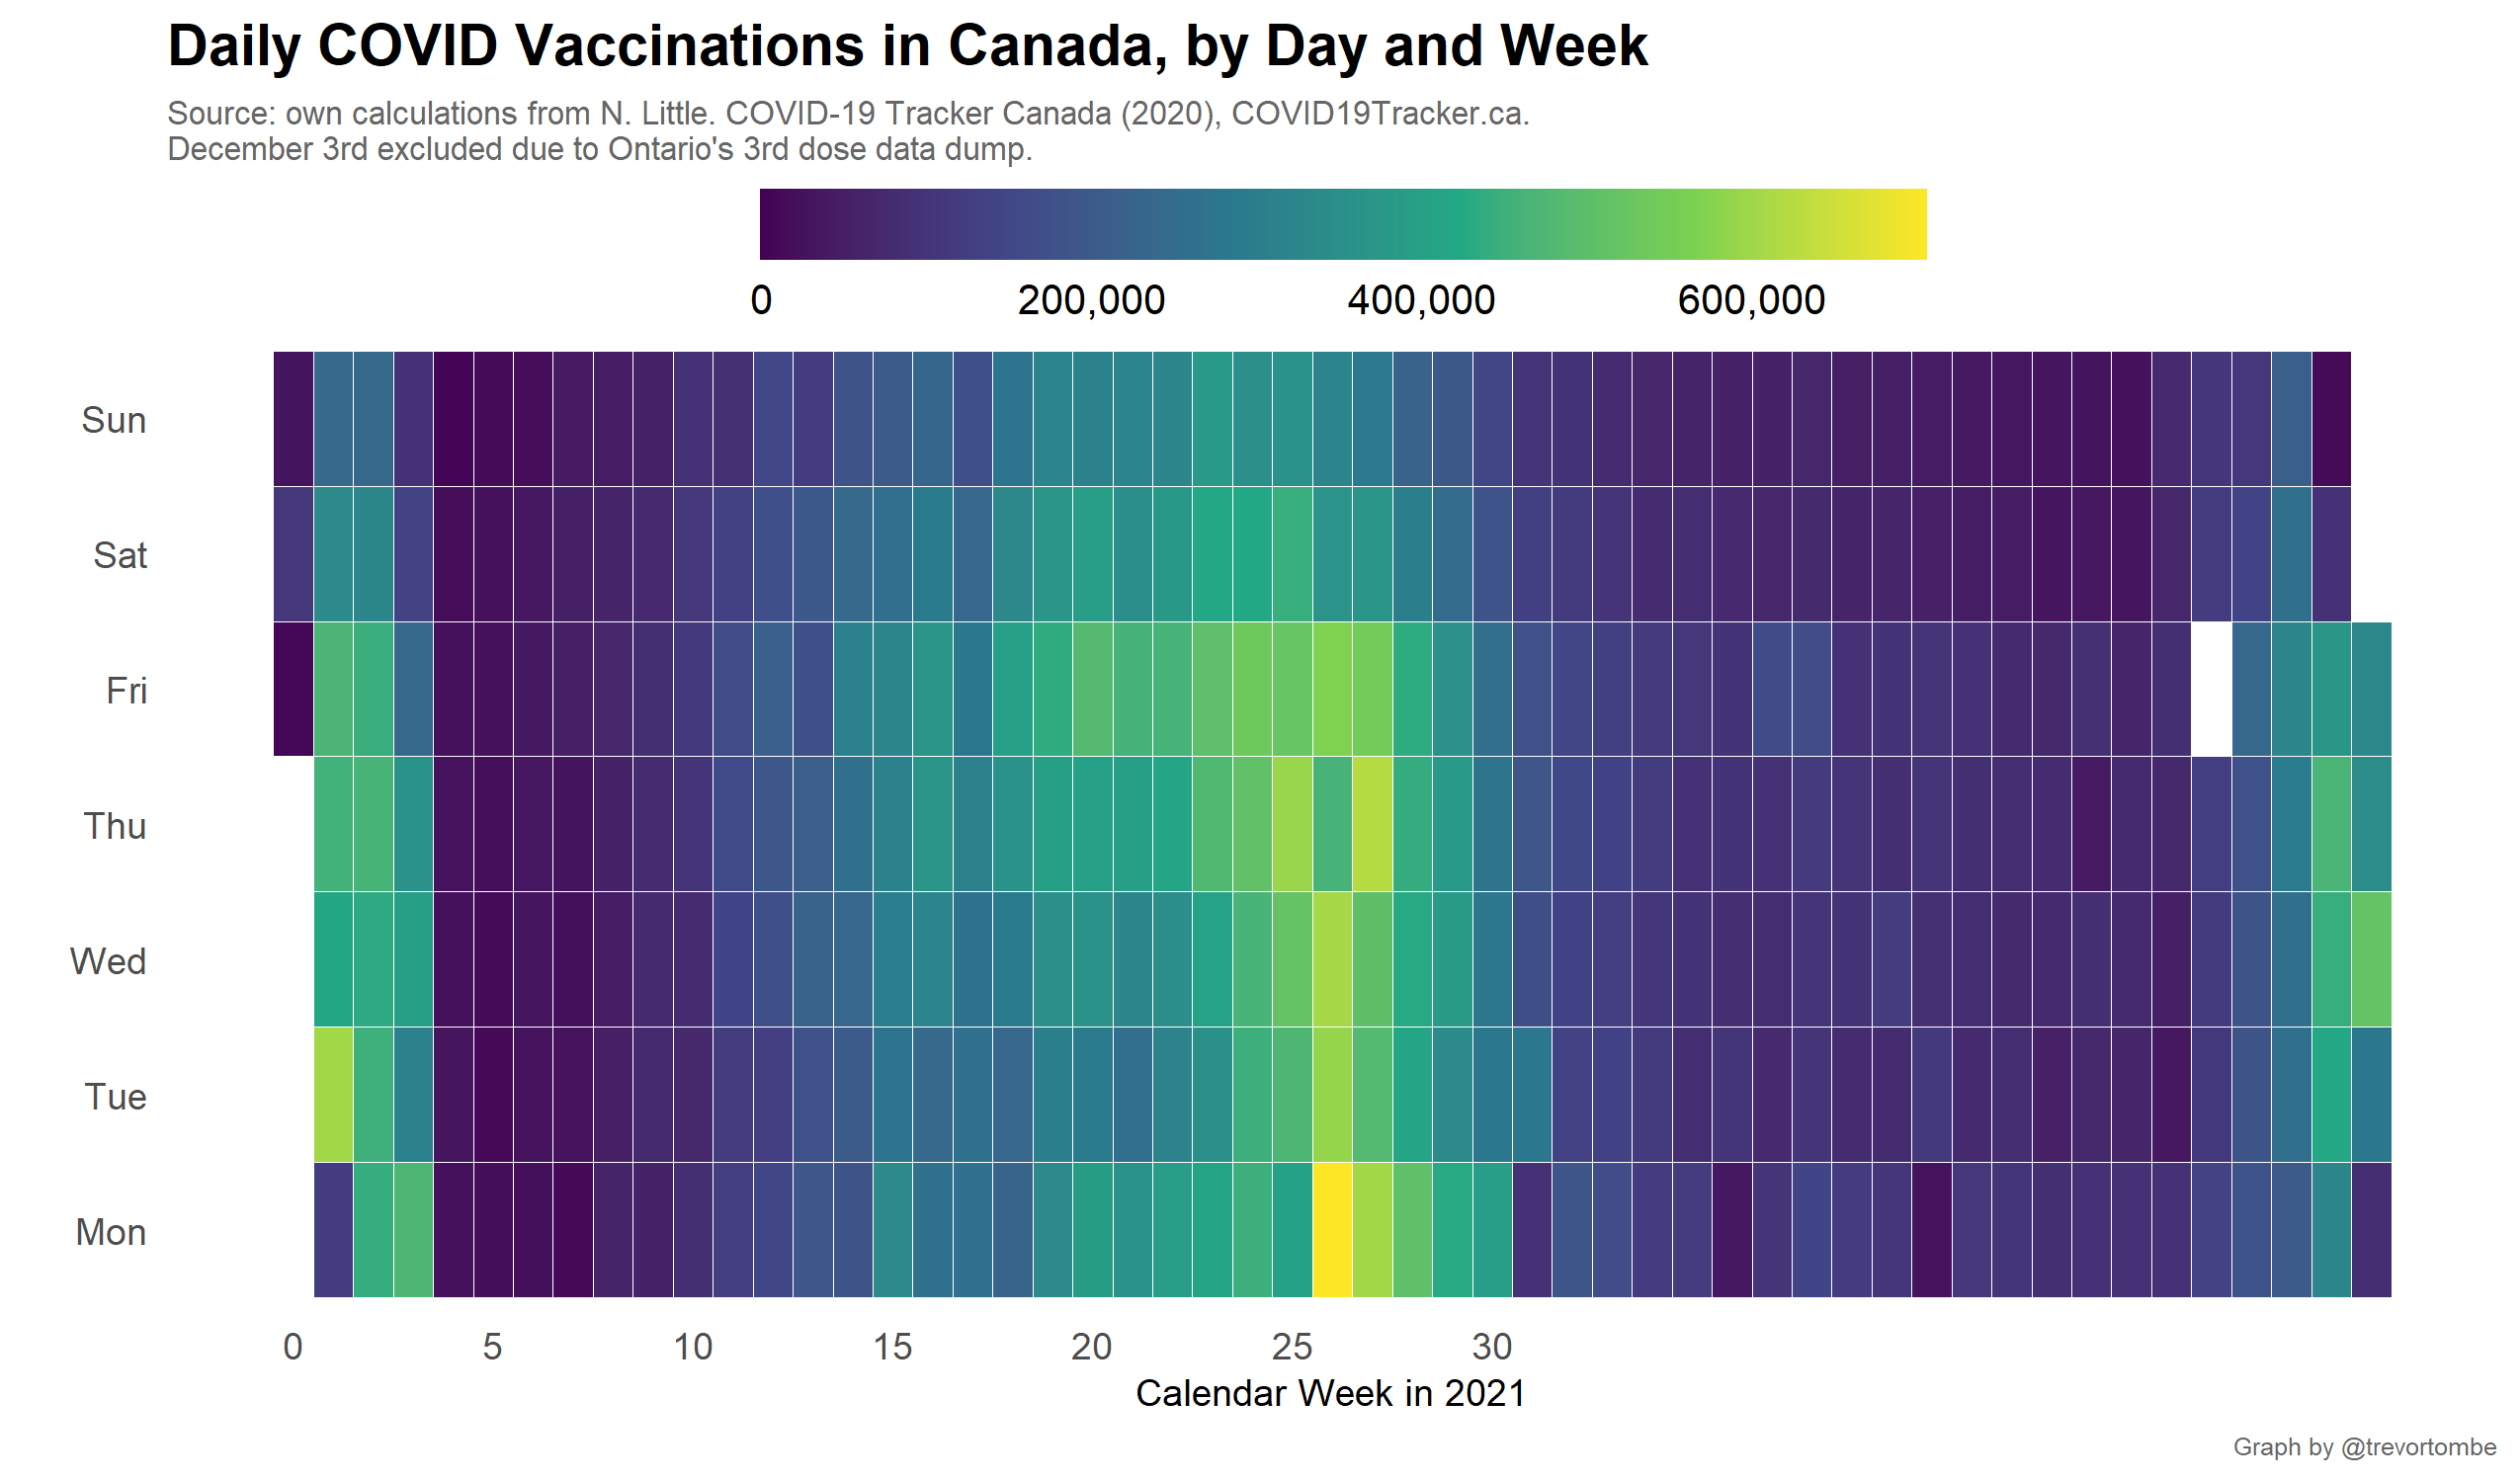 Daily COVID Vaccinations in Canada, by Day and Week
Source: own calculations from N. Little. COVID-19 Tracker Canada (2020), COVID19Tracker.ca.
December 3rd excluded due to Ontario's 3rd dose data dump.
0 200,000 400,000 600,000
Sun
Sat
Fri
Thu
Wed
Tue
Mon
0 5 10 15 20 25 30
Calendar Week in 2021
Graph by @trevortombe